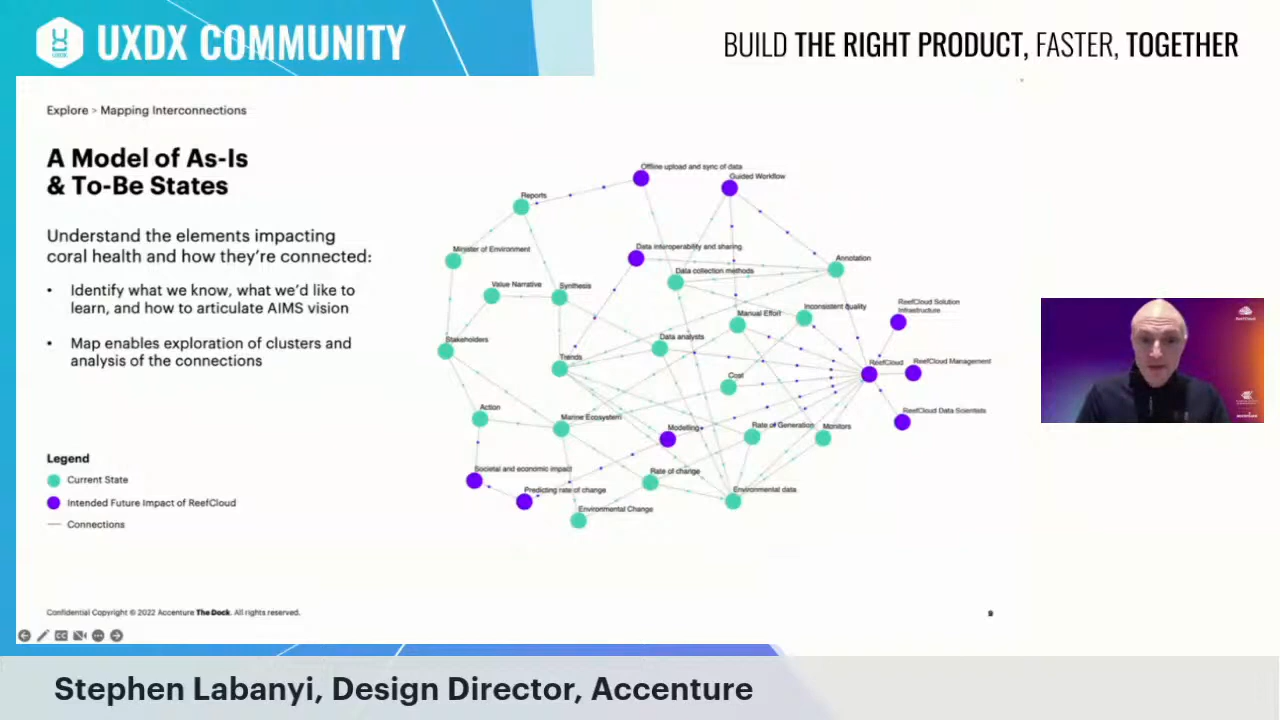 UXDX COMMUNITY
BUILD THE RIGHT PRODUCT, FASTER, TOGETHER
Explore > Mapping Interconnections
A Model of As-Is
& To-Be States
Understand the elements impacting
coral health and how they're connected:
• Identify what we know, what we'd like to
learn, and how to articulate AIMS vision
• Map enables exploration of clusters and
analysis of the connections
Legend
Current State
Intended Future Impact of ReefCloud
Connections
Offline upload and sync of data
Guided Workflow
Reports
Minister of Environment
Data interoperability and sharing
Annotation
Data collection methods
Value Narrative
Synthesis
Inconsistent quality
ReefCloud Solution
Infrastructure
Manual Effort
Stakeholders
Data analysts
Trends
ReefCloud
ReefCloud Management
Cost
Action
Marine Ecosystem
ReefCloud Data Scientists
Modelling
Rate of Generation
Monitors
Societal and economic impact
Rate of change
Predicting rate of change
Environmental data
Environmental Change
Confidential Copyright © 2022 Accenture The Dock. All rights reserved.
9
Stephen Labanyi, Design Director, Accenture